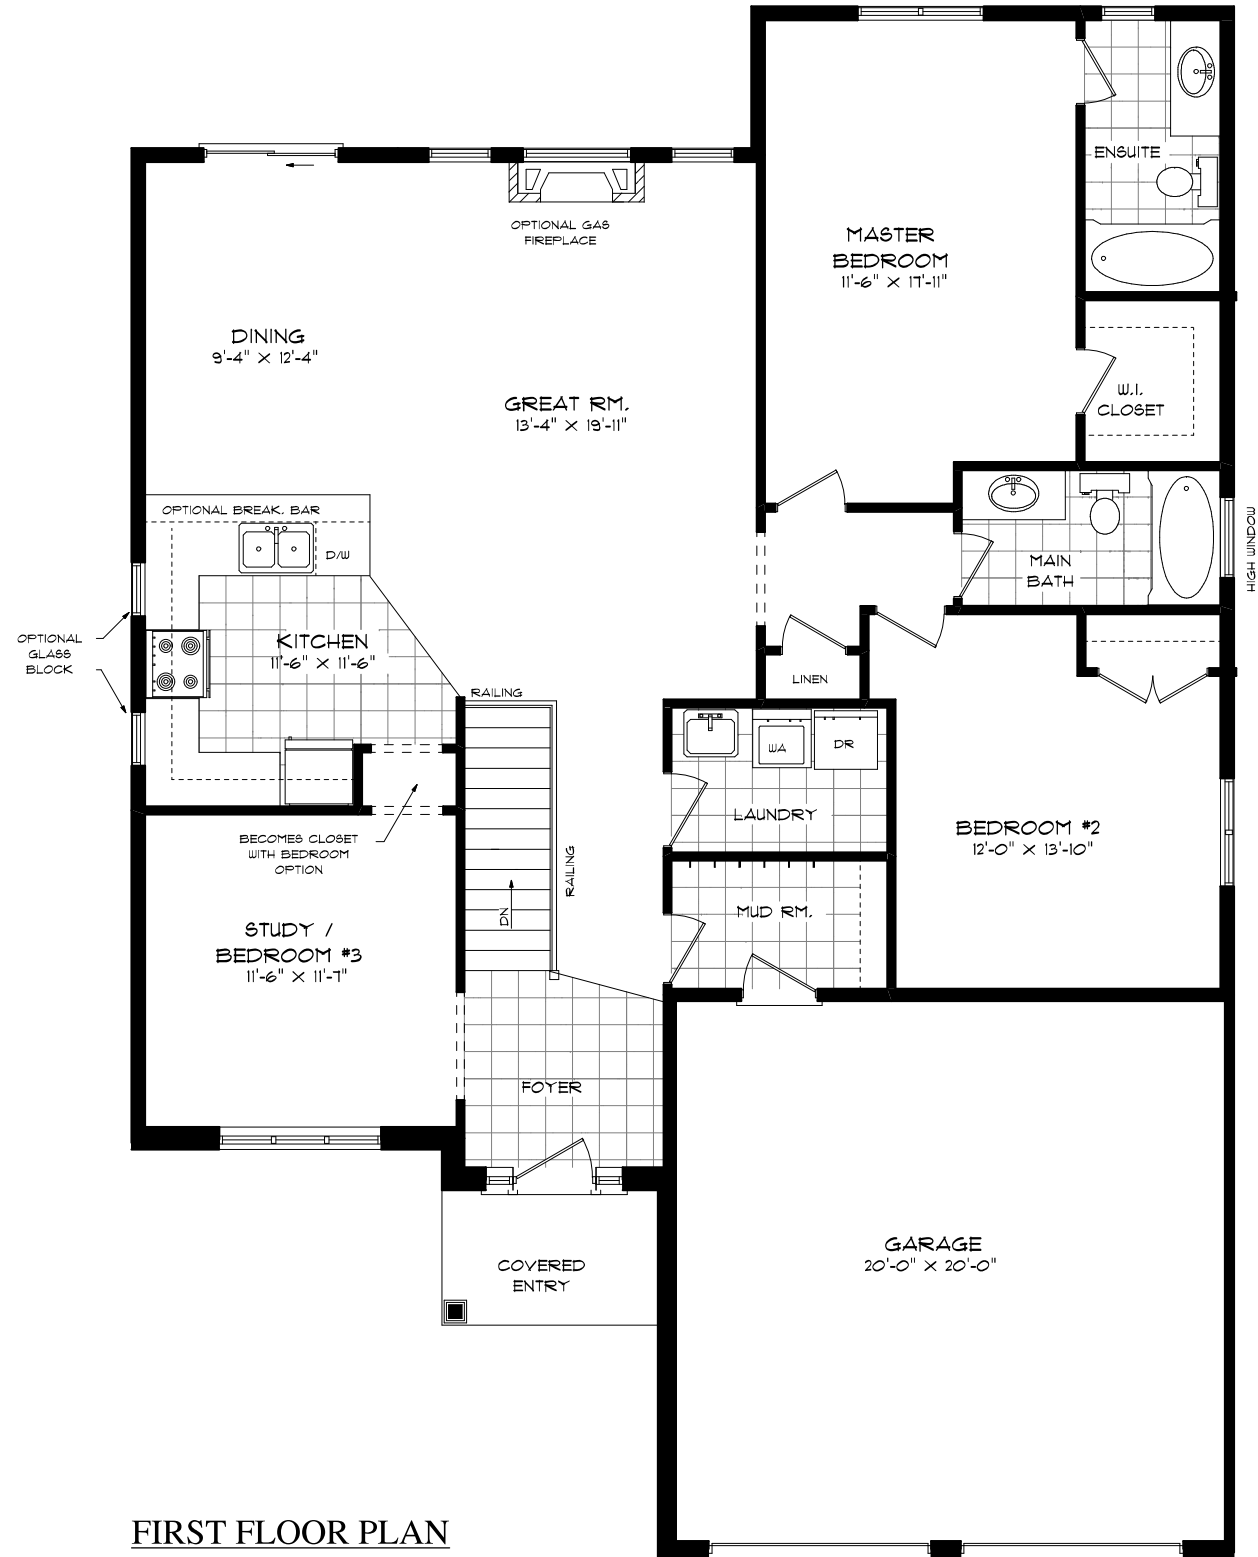 ENSUITE
MASTER
BEDROOM
11'-6" X 17'-11"
OPTIONAL GAS
FIREPLACE
DINING
9'-4" X 12'-4"
GREAT RM.
13'-4" X 19'-11"
W.I.
CLOSET
OPTIONAL BREAK. BAR
D/W
HIGH WINDOW
MAIN
BATH
OPTIONAL
GLASS
BLOCK
KITCHEN
11'-6" X 11'-6"
LINEN
RAILING
WA
DR
LAUNDRY
BECOMES CLOSET
WITH BEDROOM
OPTION
RAILING
DN
BEDROOM #2
12'-0" X 13'-10"
MUD RM.
STUDY /
BEDROOM #3
11'-6" X 11'-7"
FOYER
COVERED
ENTRY
GARAGE
20'-0" X 20'-0"
FIRST FLOOR PLAN